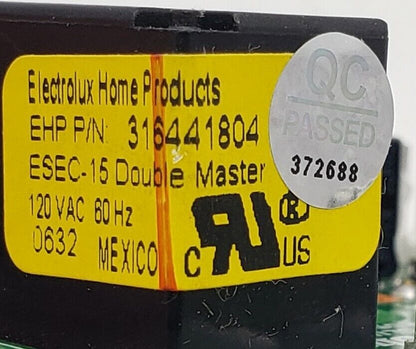 Electrolux Home Products
EHP P/N: 316441804
ESEC-15 Double Master
120 VAC 60 Hz
0632 MEXICO
C RU ® US
QC
PASSED
372688